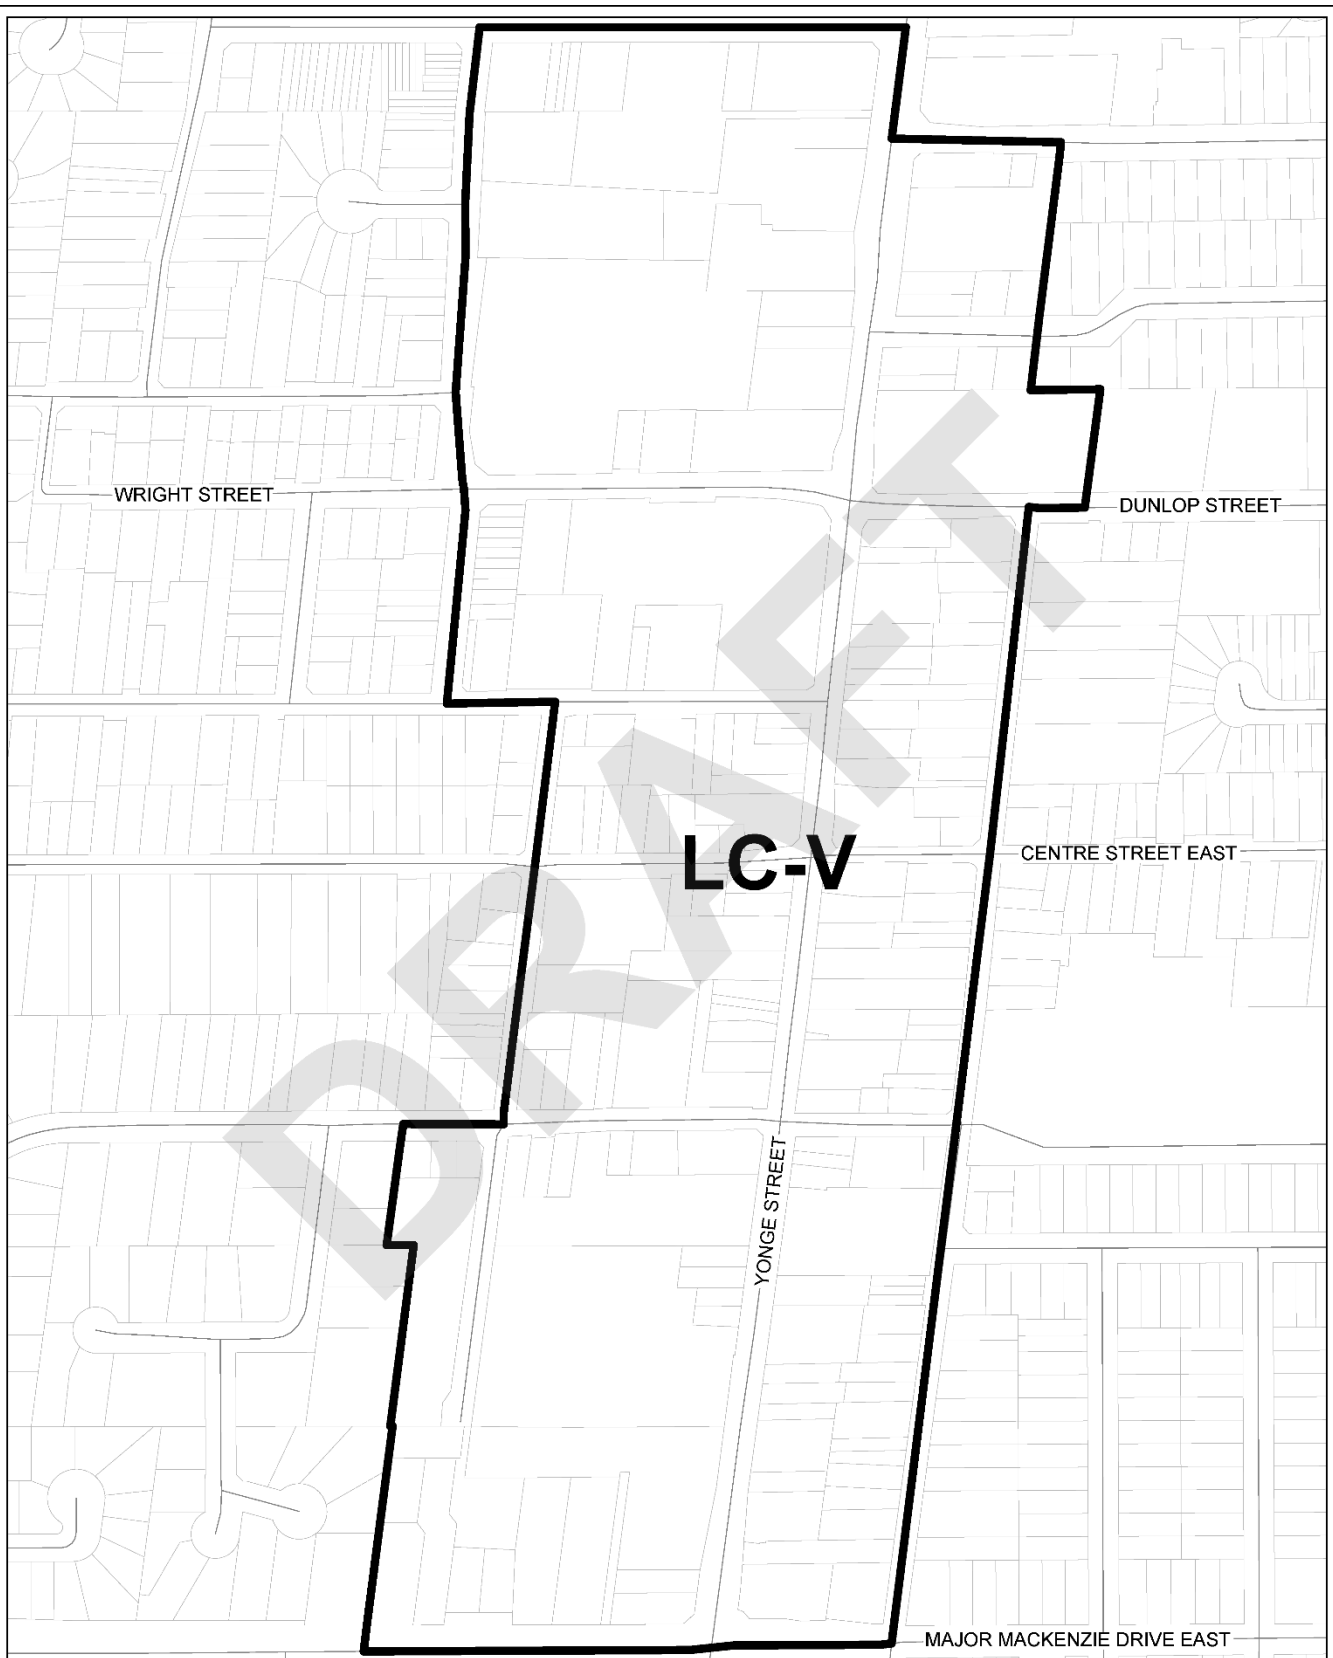 WRIGHT STREET
DUNLOP STREET
DRAFT
LC-V
CENTRE STREET EAST
YONGE STREET
MAJOR MACKENZIE DRIVE EAST